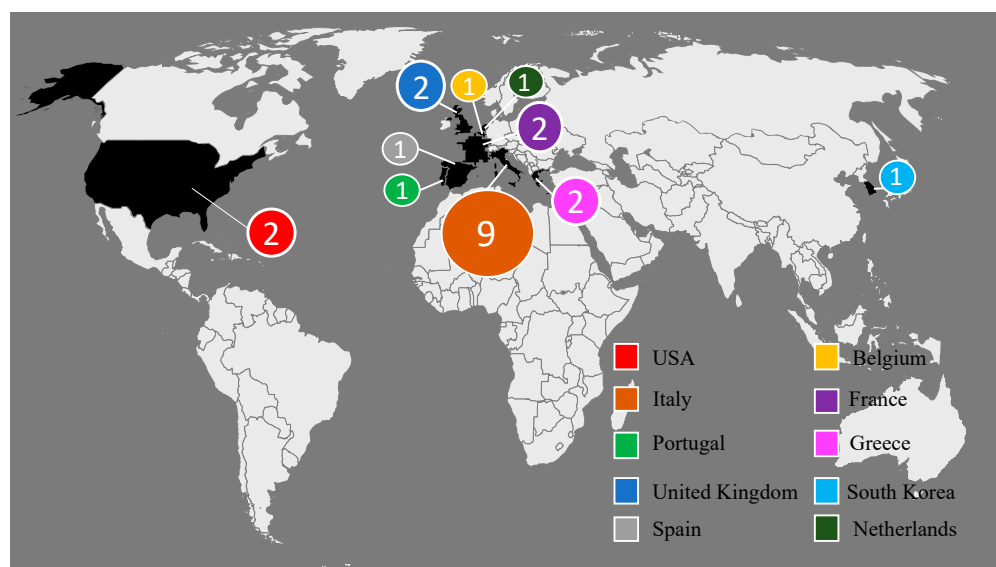 2
1
1
2
1
1
1
2
2
9
USA
Belgium
Italy
France
Portugal
Greece
United Kingdom
South Korea
Spain
Netherlands